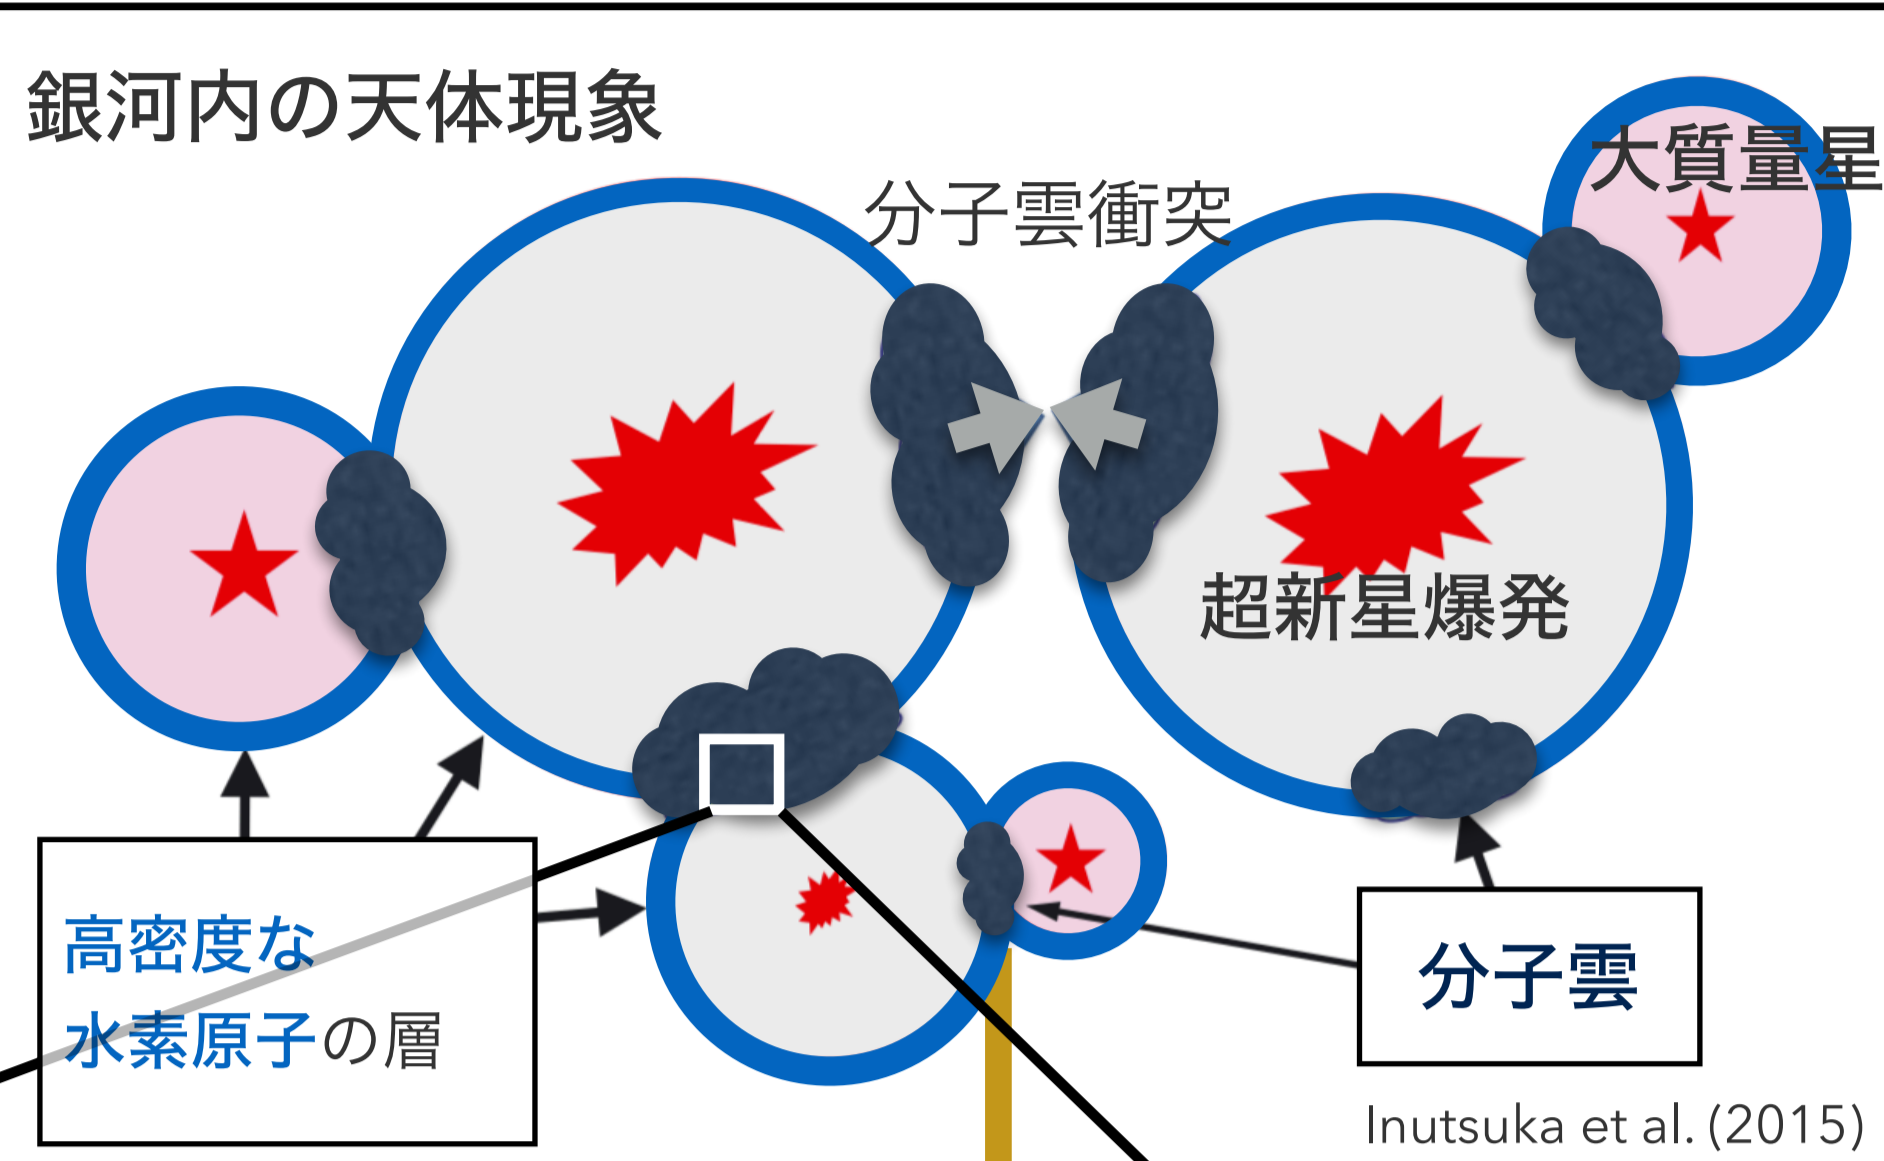 銀河内の天体現象
大質量星
分子雲衝突
超新星爆発
高密度な
水素原子の層
分子雲
Inutsuka et al. (2015)